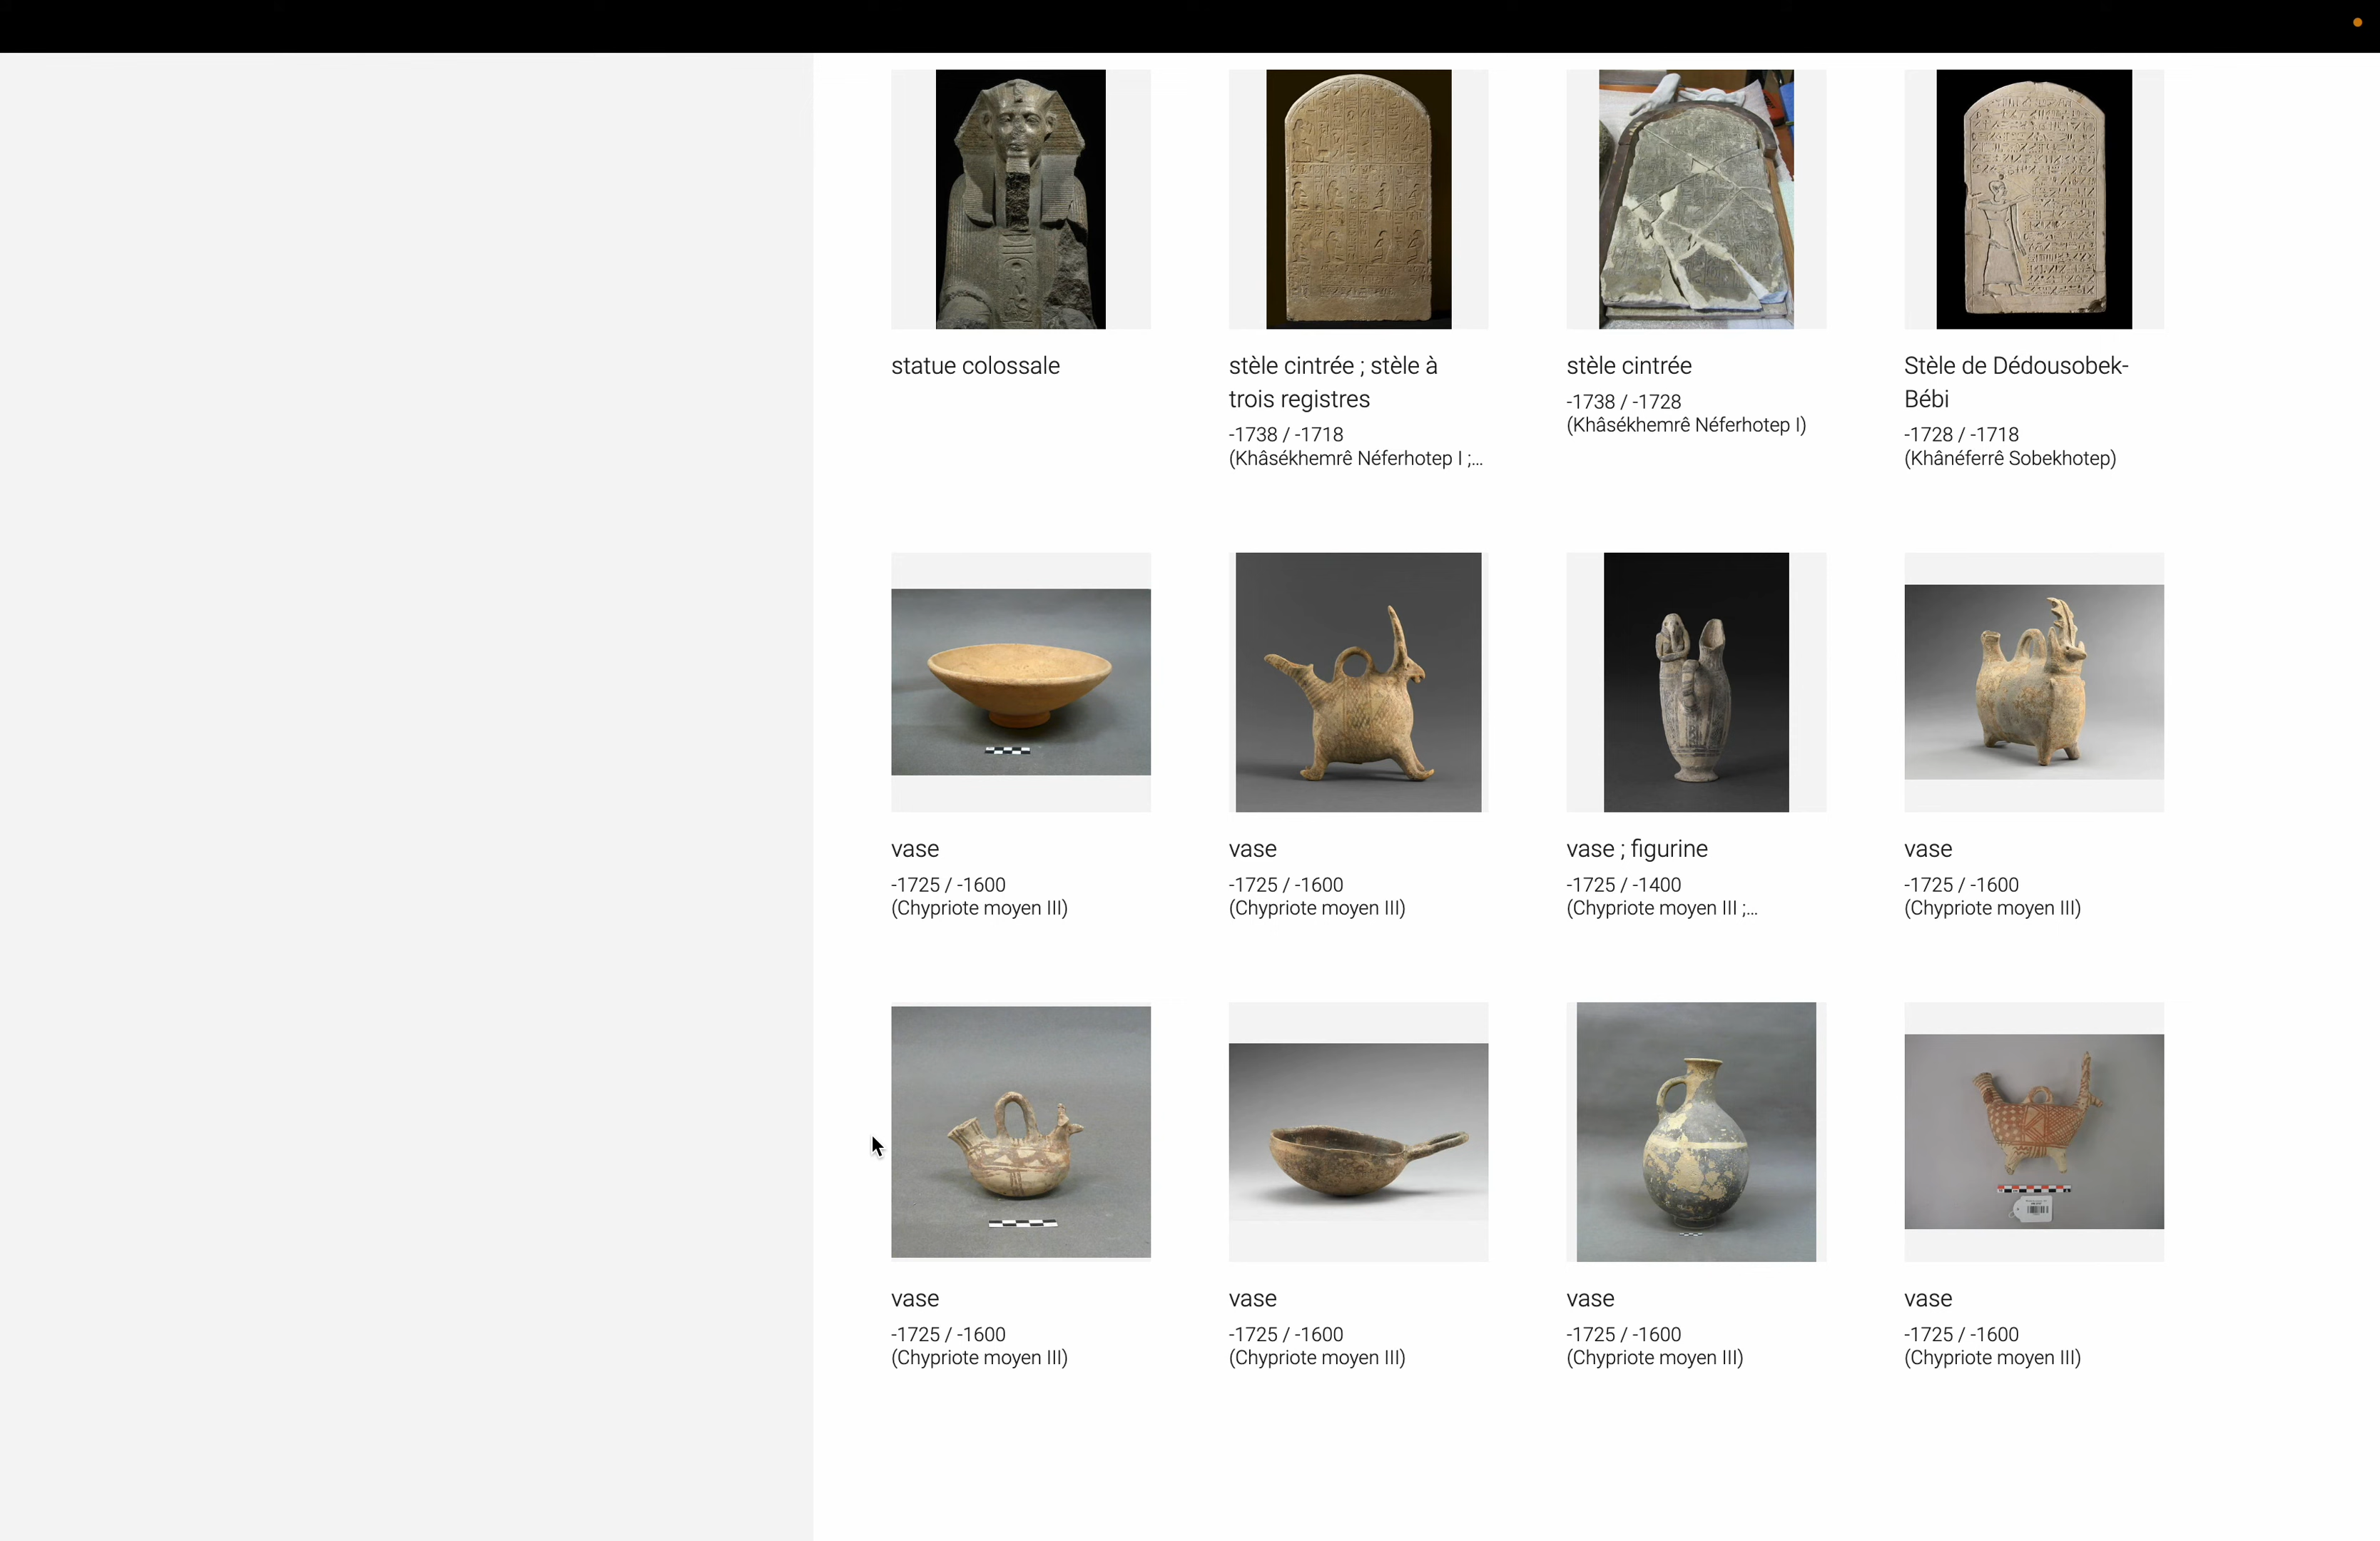 statue colossale
stèle cintrée ; stèle à
trois registres
-1738 / -1718
(Khâsékhemrê Néferhotep I ;...
stèle cintrée
-1738 / -1728
(Khâsékhemrê Néferhotep I)
Stèle de Dédousobek-
Bébi
-1728 / -1718
(Khânéferrê Sobekhotep)
vase
-1725 / -1600
(Chypriote moyen III)
vase
-1725 / -1600
(Chypriote moyen III)
vase ; figurine
-1725 / -1400
(Chypriote moyen III ;...
vase
-1725 / -1600
(Chypriote moyen III)
vase
-1725 / -1600
(Chypriote moyen III)
vase
-1725 / -1600
(Chypriote moyen III)
vase
-1725 / -1600
(Chypriote moyen III)
vase
-1725 / -1600
(Chypriote moyen III)